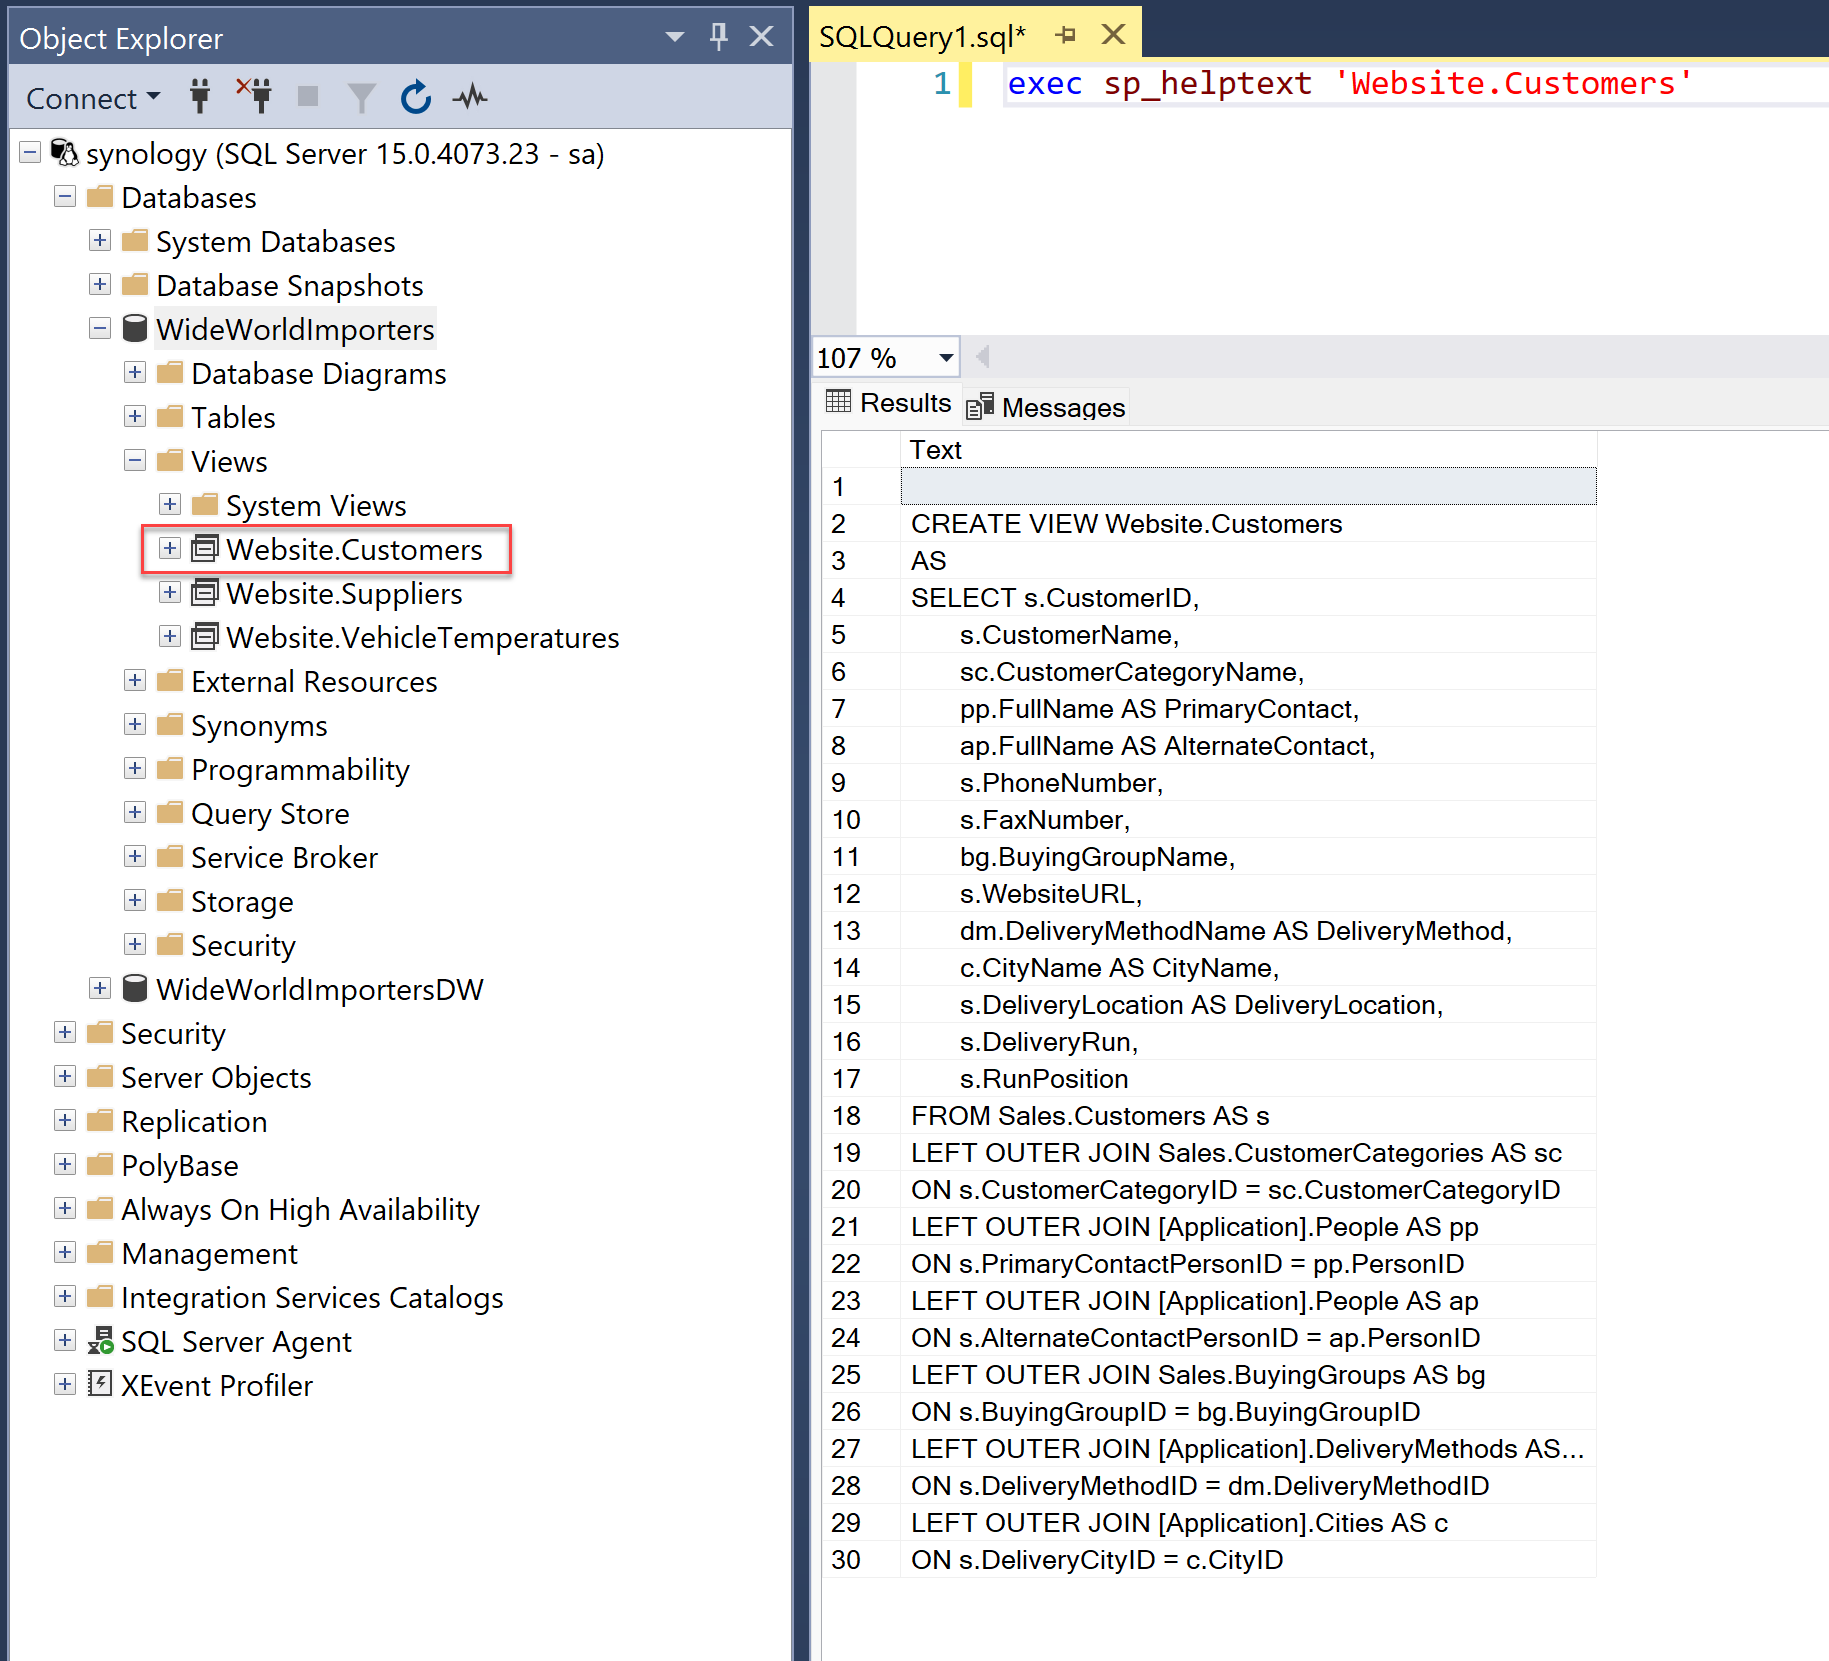 Object Explorer
Connect
synology (SQL Server 15.0.4073.23 - sa)
Databases
System Databases
Database Snapshots
WideWorldImporters
Database Diagrams
Tables
Views
System Views
Website.Customers
Website.Suppliers
Website.VehicleTemperatures
External Resources
Synonyms
Programmability
Query Store
Service Broker
Storage
Security
WideWorldImportersDW
Security
Server Objects
Replication
PolyBase
Always On High Availability
Management
Integration Services Catalogs
SQL Server Agent
XEvent Profiler
SQLQuery1.sql*
1 exec sp_helptext 'Website.Customers'
107 %
Results Messages
Text
1
2 CREATE VIEW Website.Customers
3 AS
4 SELECT s.CustomerID,
5 s.CustomerName,
6 sc.CustomerCategoryName,
7 pp.FullName AS PrimaryContact,
8 ap.FullName AS AlternateContact,
9 s.PhoneNumber,
10 s.FaxNumber,
11 bg.BuyingGroupName,
12 s.WebsiteURL,
13 dm.DeliveryMethodName AS DeliveryMethod,
14 c.CityName AS CityName,
15 s.DeliveryLocation AS DeliveryLocation,
16 s.DeliveryRun,
17 s.RunPosition
18 FROM Sales.Customers AS s
19 LEFT OUTER JOIN Sales.CustomerCategories AS sc
20 ON s.CustomerCategoryID = sc.CustomerCategoryID
21 LEFT OUTER JOIN [Application].People AS pp
22 ON s.PrimaryContactPersonID = pp.PersonID
23 LEFT OUTER JOIN [Application].People AS ap
24 ON s.AlternateContactPersonID = ap.PersonID
25 LEFT OUTER JOIN Sales.BuyingGroups AS bg
26 ON s.BuyingGroupID = bg.BuyingGroupID
27 LEFT OUTER JOIN [Application].DeliveryMethods AS...
28 ON s.DeliveryMethodID = dm.DeliveryMethodID
29 LEFT OUTER JOIN [Application].Cities AS c
30 ON s.DeliveryCityID = c.CityID